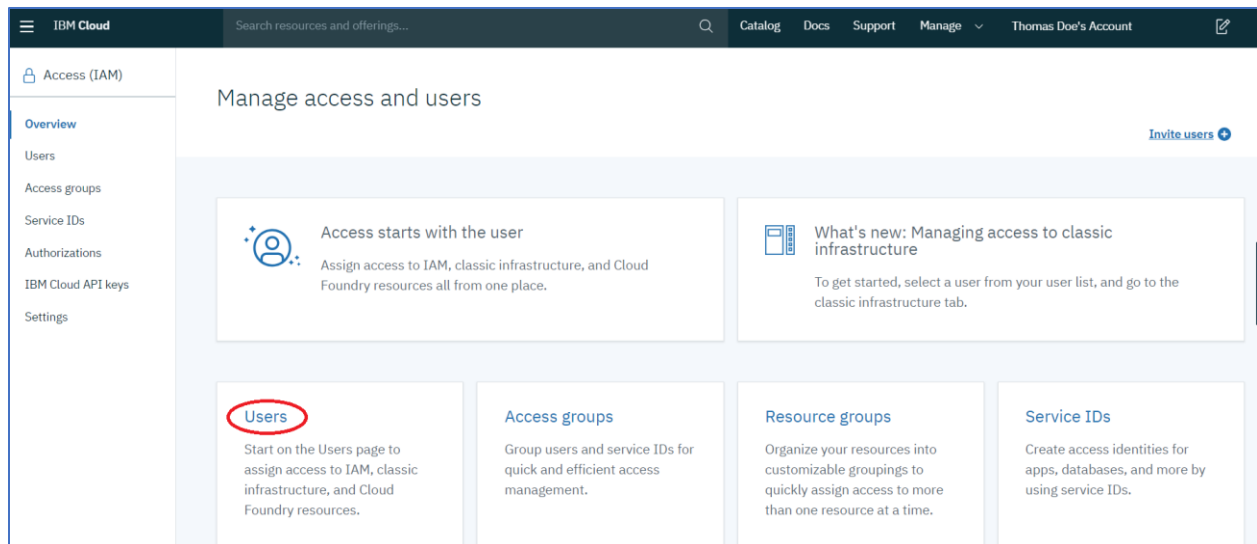 IBM Cloud
Search resources and offerings...
Catalog
Docs
Support
Manage
Thomas Doe's Account
Access (IAM)
Overview
Users
Access groups
Service IDs
Authorizations
IBM Cloud API keys
Settings
Manage access and users
Invite users
Access starts with the user
Assign access to IAM, classic infrastructure, and Cloud
Foundry resources all from one place.
What's new: Managing access to classic
infrastructure
To get started, select a user from your user list, and go to the
classic infrastructure tab.
Users
Start on the Users page to
assign access to IAM, classic
infrastructure, and Cloud
Foundry resources.
Access groups
Group users and service IDs for
quick and efficient access
management.
Resource groups
Organize your resources into
customizable groupings to
quickly assign access to more
than one resource at a time.
Service IDs
Create access identities for
apps, databases, and more by
using service IDs.